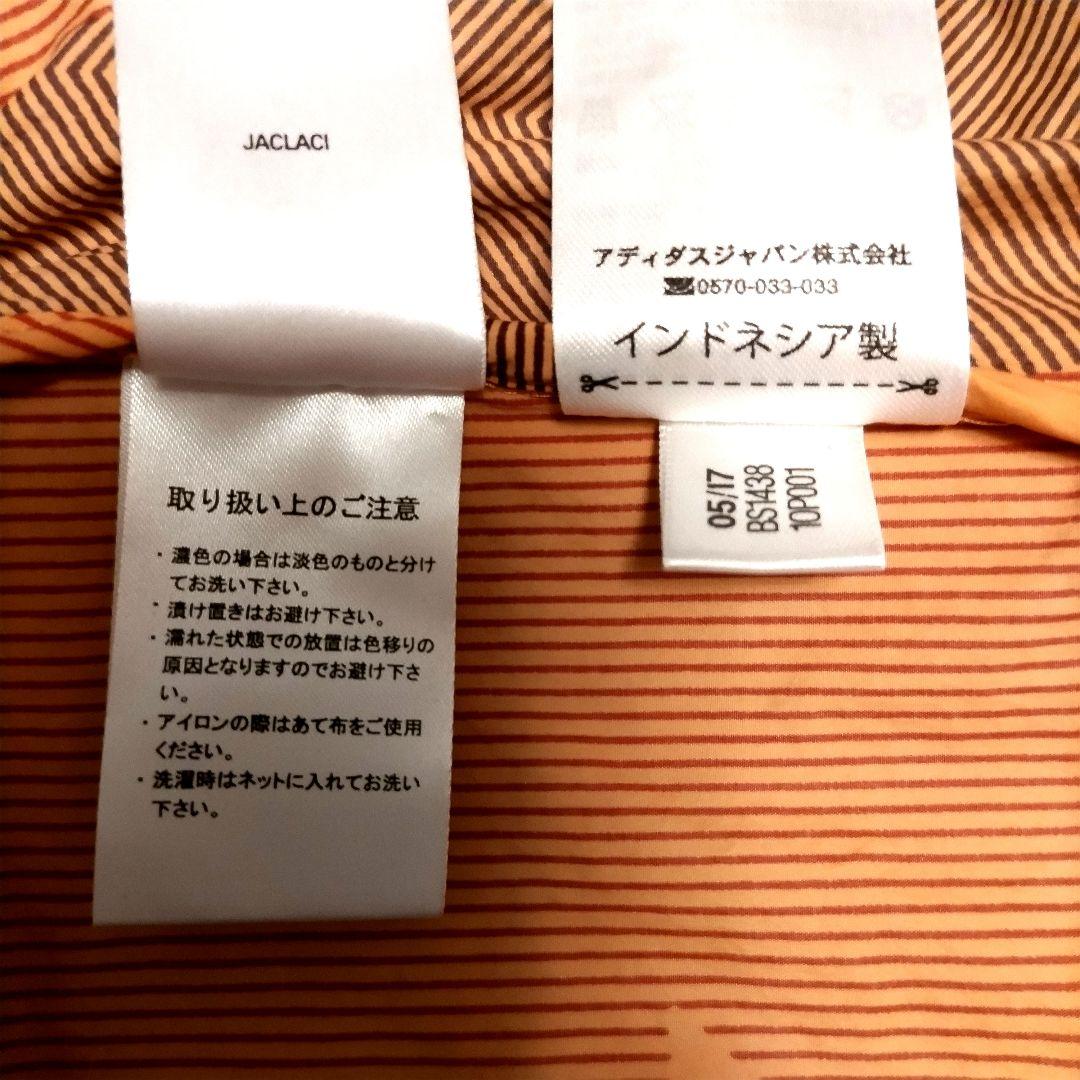 JACLACI
取り扱い上のご注意
・濃色の場合は淡色のものと分け
てお洗い下さい。
・漬け置きはお避け下さい。
・濡れた状態での放置は色移りの
原因となりますのでお避け下さ
い。
・アイロンの際はあて布をご使用
ください。
・洗濯時はネットに入れてお洗い
下さい。
アディダスジャパン株式会社
0570-033-033
インドネシア製
05/17
BS1438
10P001